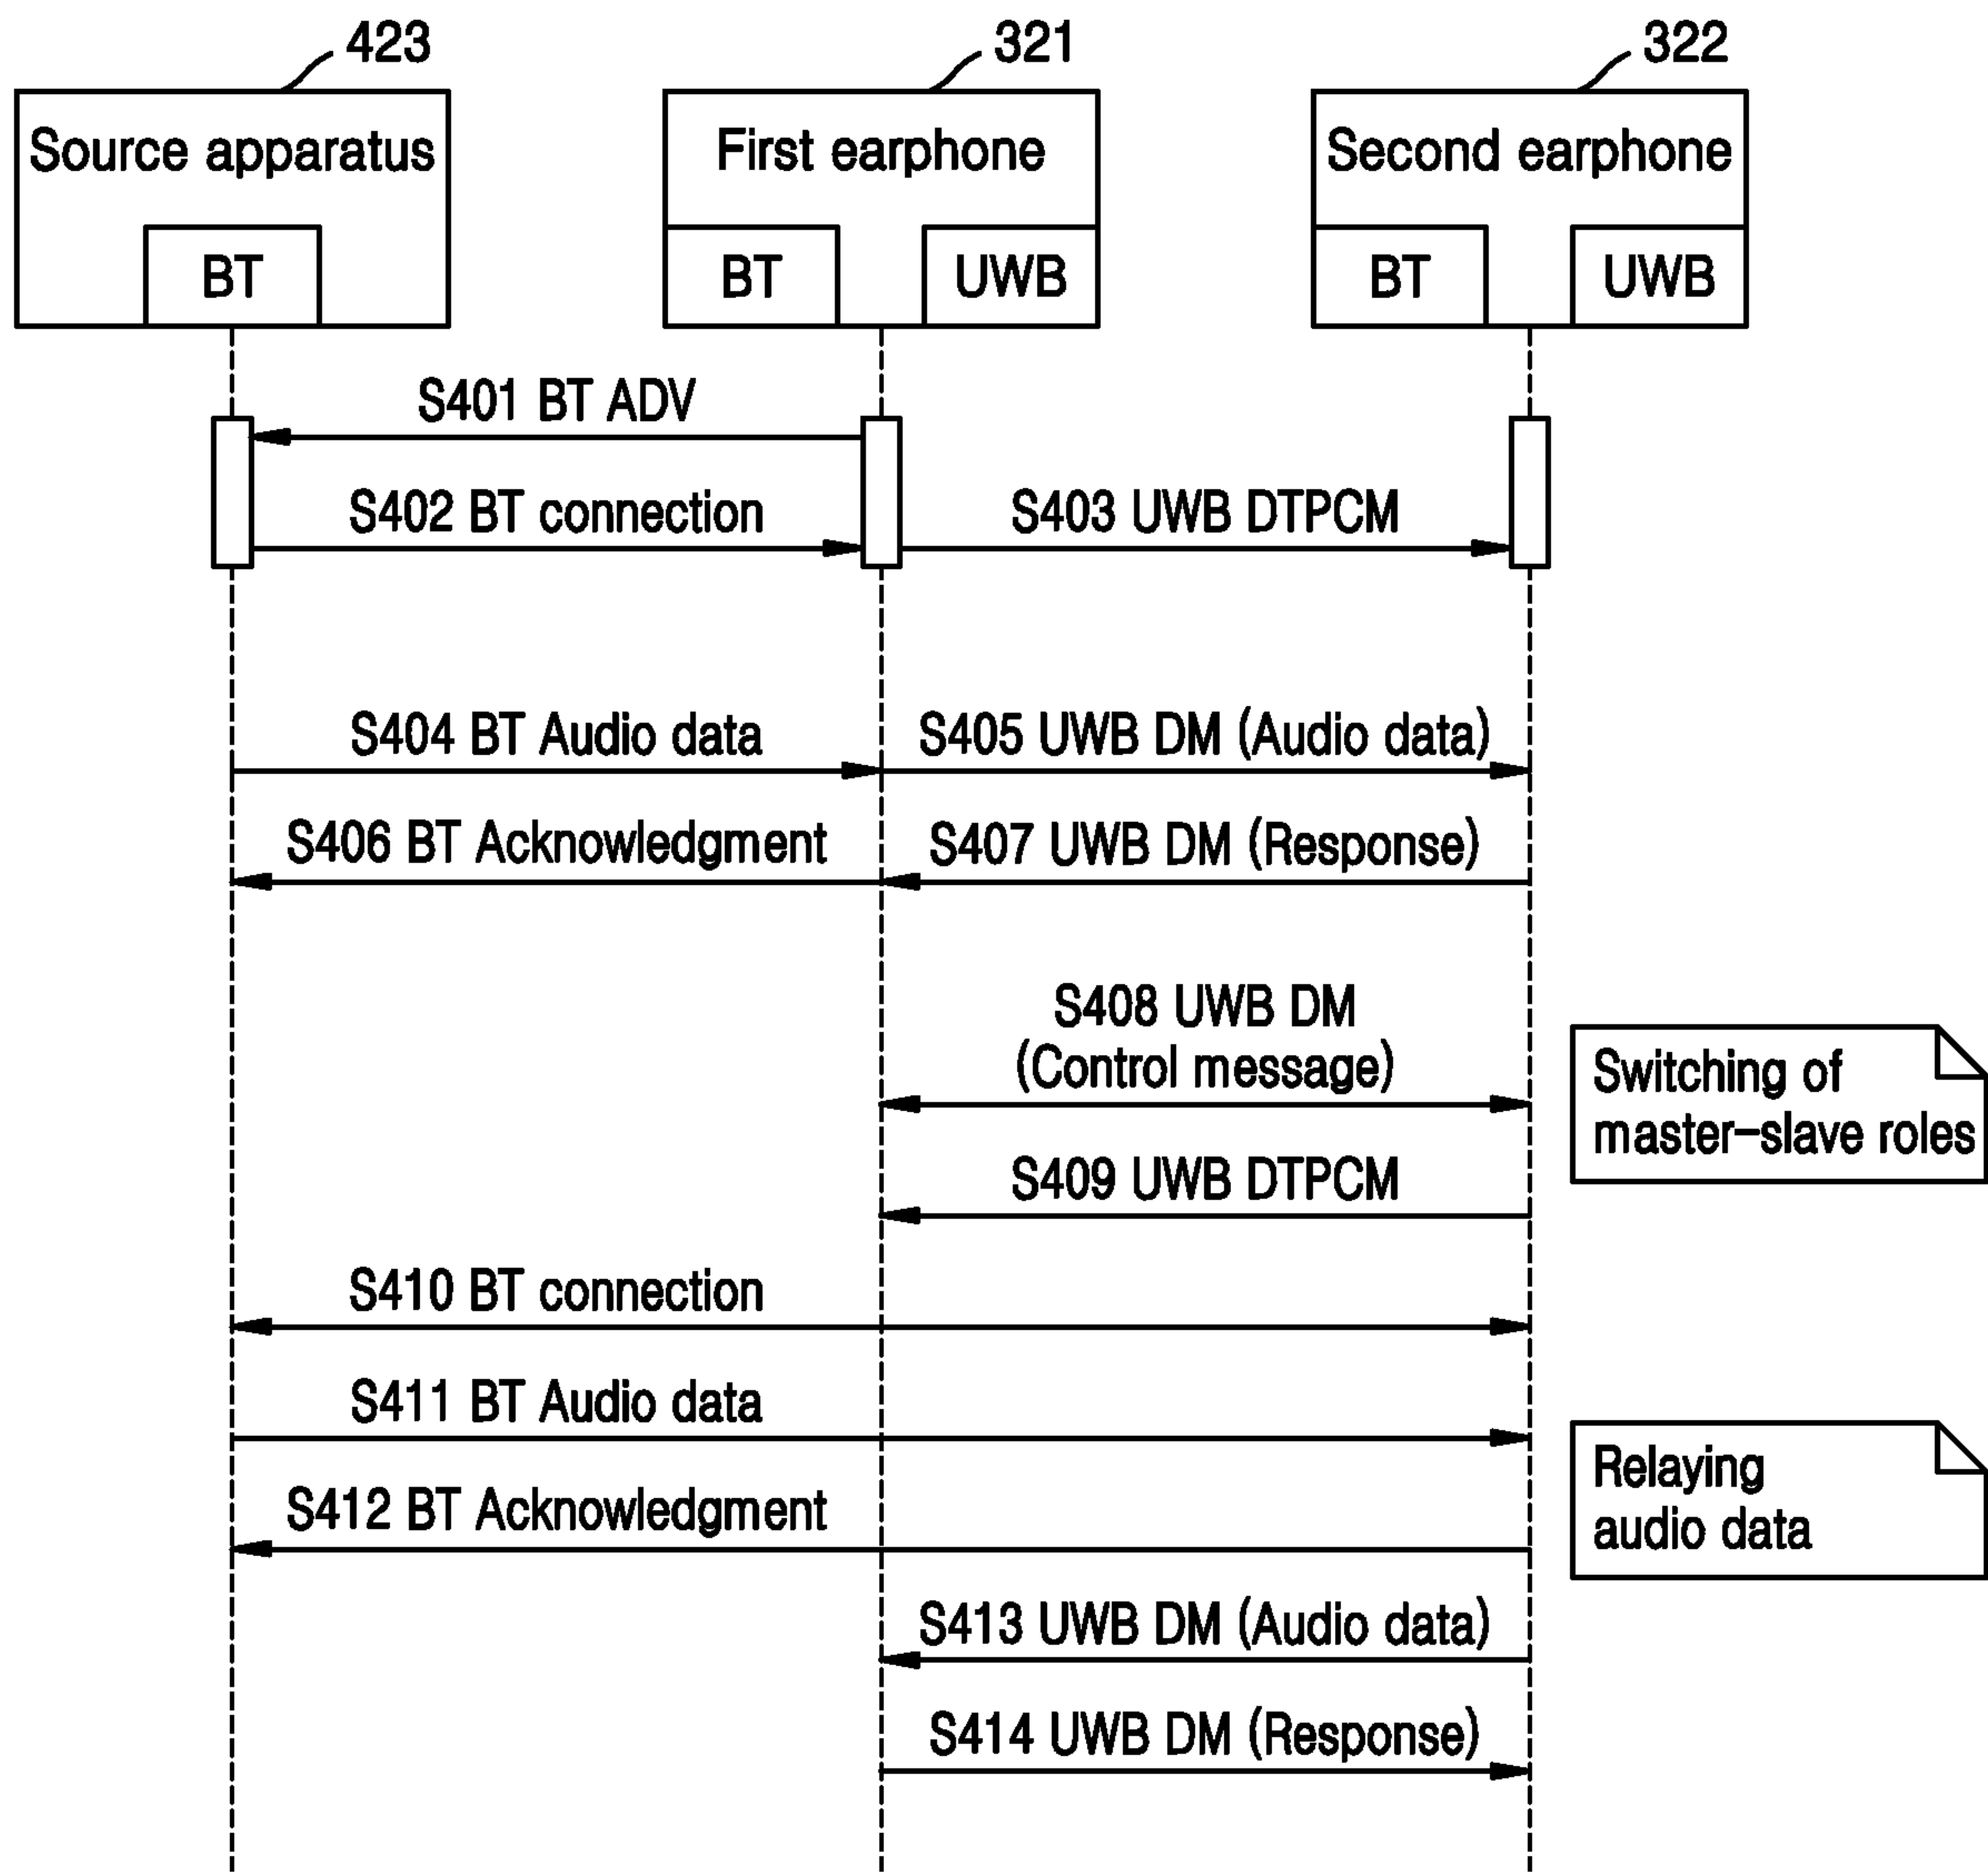 423
321
322
Source apparatus
First earphone
Second earphone
BT
BT
UWB
BT
UWB
S401 BT ADV
S402 BT connection
S403 UWB DTPCM
S404 BT Audio data
S405 UWB DM (Audio data)
S406 BT Acknowledgment
S407 UWB DM (Response)
S408 UWB DM
(Control message)
Switching of
master-slave roles
S409 UWB DTPCM
S410 BT connection
S411 BT Audio data
Relaying
audio data
S412 BT Acknowledgment
S413 UWB DM (Audio data)
S414 UWB DM (Response)